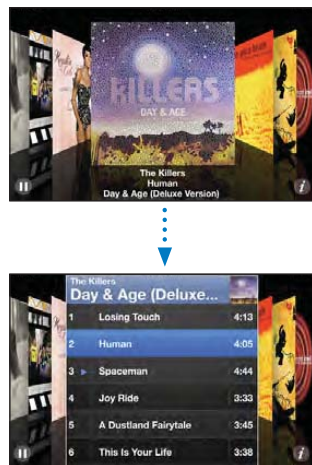 KILLERS
DAY & AGE
The Killers
Human
Day & Age (Deluxe Version)
i
The Killers
Day & Age (Deluxe...
1 Losing Touch 4:13
2 Human 4:05
3 Spaceman 4:44
4 Joy Ride 3:33
5 A Dustland Fairytale 3:45
6 This Is Your Life 3:38
i